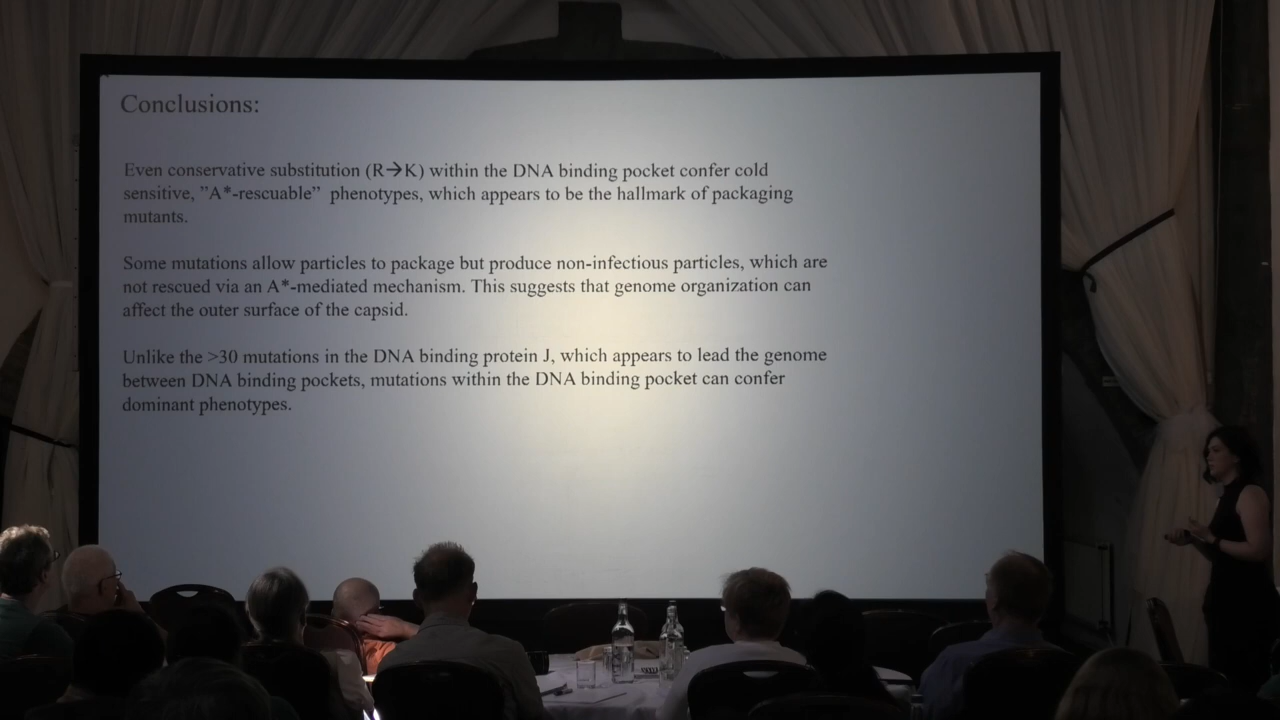 Conclusions:
Even conservative substitution (R→K) within the DNA binding pocket confer cold
sensitive, ”A*-rescuable” phenotypes, which appears to be the hallmark of packaging
mutants.
Some mutations allow particles to package but produce non-infectious particles, which are
not rescued via an A*-mediated mechanism. This suggests that genome organization can
affect the outer surface of the capsid.
Unlike the >30 mutations in the DNA binding protein J, which appears to lead the genome
between DNA binding pockets, mutations within the DNA binding pocket can confer
dominant phenotypes.